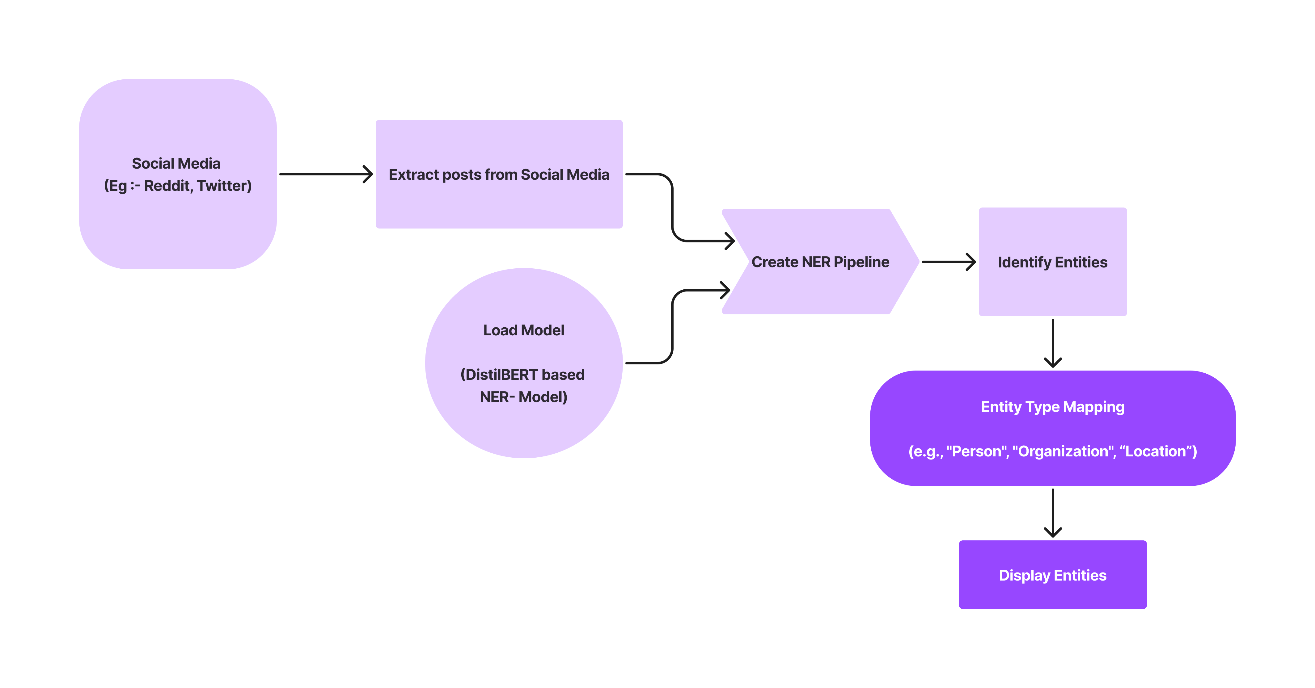 Social Media
(Eg :- Reddit, Twitter)
Extract posts from Social Media
Load Model
(DistilBERT based
NER- Model)
Create NER Pipeline
Identify Entities
Entity Type Mapping
(e.g., "Person", "Organization", “Location”)
Display Entities